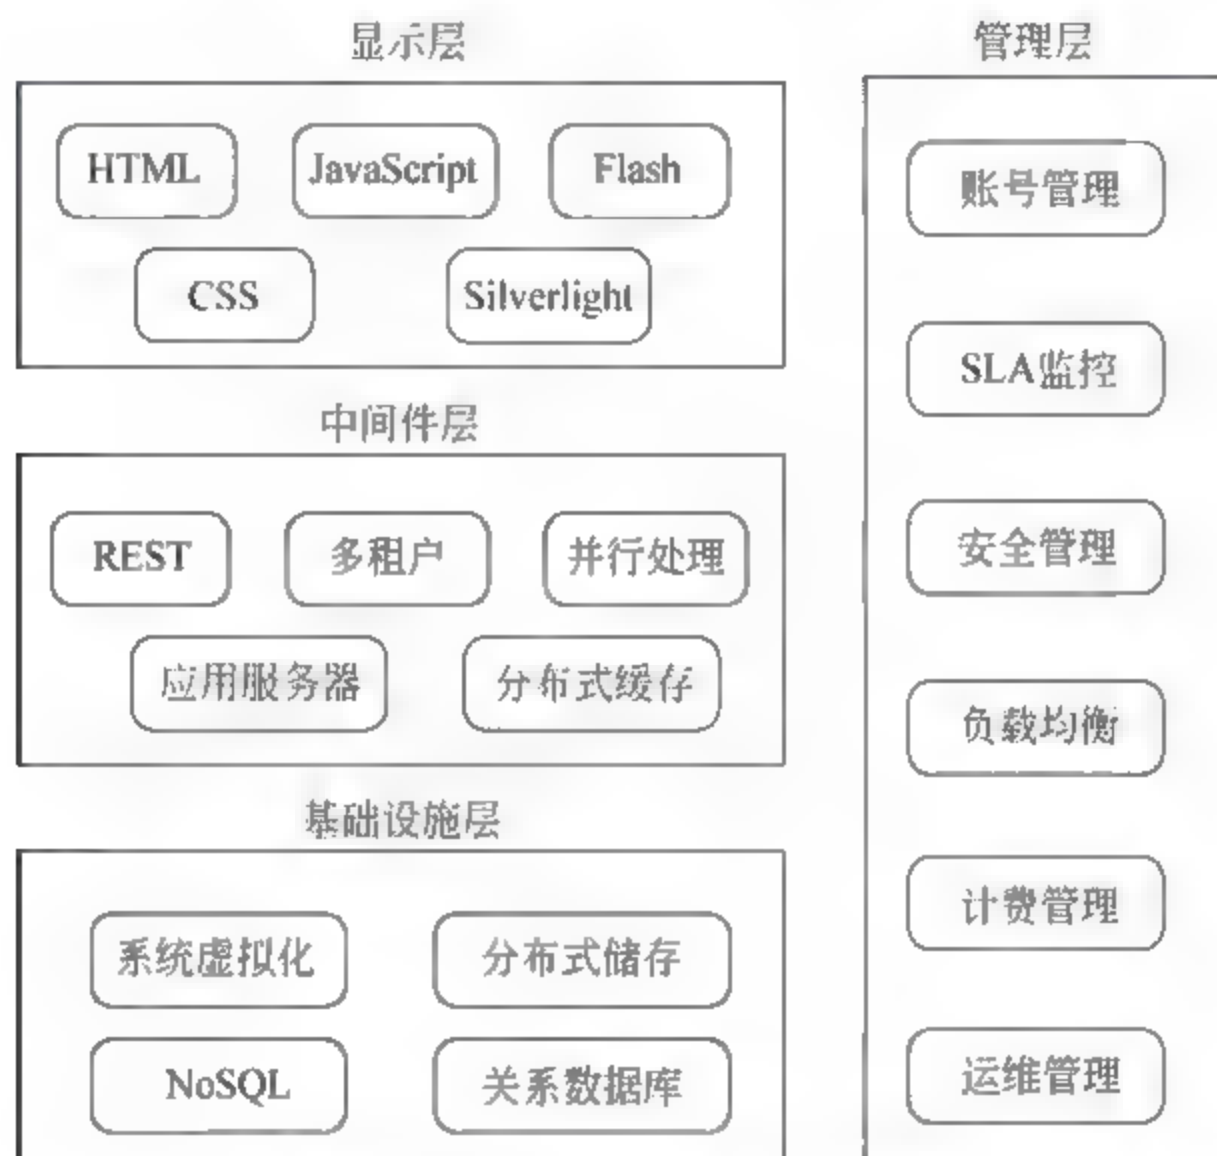 显示层
HTML
JavaScript
Flash
CSS
Silverlight
中间件层
REST
多租户
并行处理
应用服务器
分布式缓存
基础设施层
系统虚拟化
分布式储存
NoSQL
关系数据库
管理层
账号管理
SLA监控
安全管理
负载均衡
计费管理
运维管理